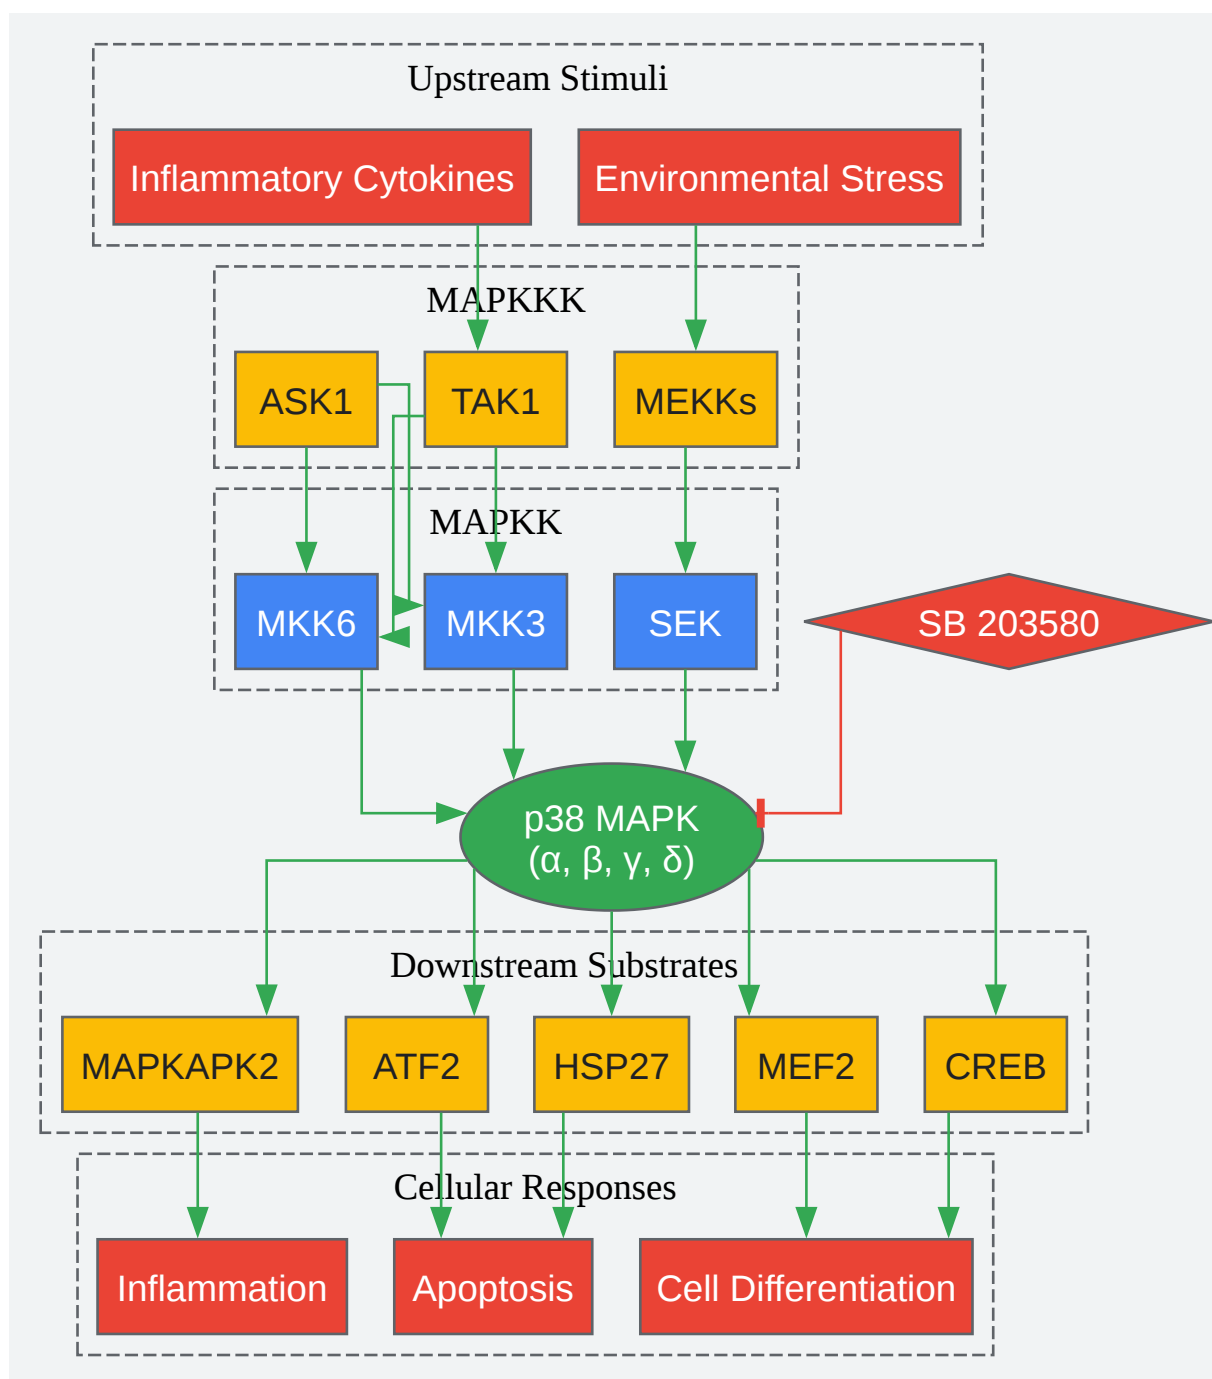 Upstream Stimuli
Inflammatory Cytokines
Environmental Stress
MAPKKK
ASK1
TAK1
MEKKs
MAPKK
MKK6
MKK3
SEK
SB 203580
p38 MAPK
(α, β, γ, δ)
Downstream Substrates
MAPKAPK2
ATF2
HSP27
MEF2
CREB
Cellular Responses
Inflammation
Apoptosis
Cell Differentiation